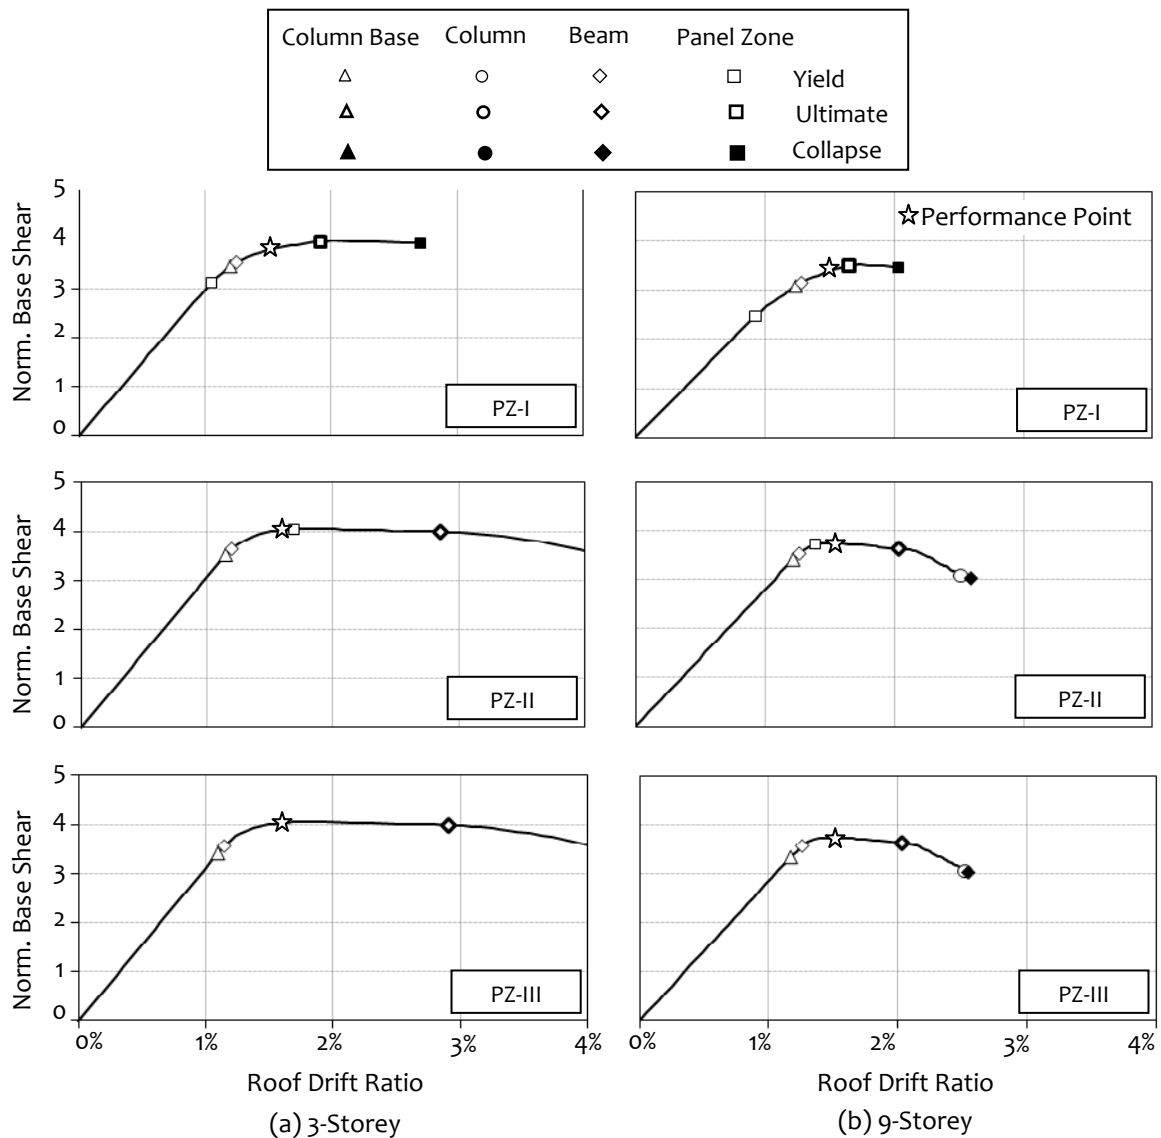 Column Base Column Beam Panel Zone
Yield
Ultimate
Collapse
Norm. Base Shear
5
4
3
2
1
0
PZ-I
Performance Point
PZ-I
Norm. Base Shear
5
4
3
2
1
0
PZ-II
PZ-II
Norm. Base Shear
5
4
3
2
1
0
PZ-III
0% 1% 2% 3% 4%
Roof Drift Ratio
(a) 3-Storey
PZ-III
0% 1% 2% 3% 4%
Roof Drift Ratio
(b) 9-Storey